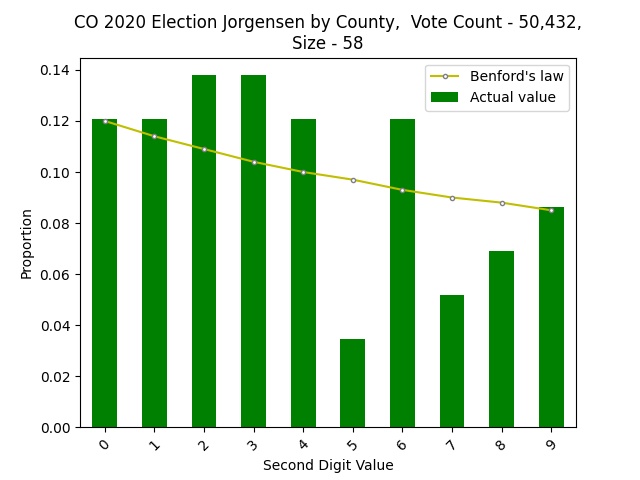 CO 2020 Election Jorgensen by County,  Vote Count - 50,432,
Size - 58
Benford's law
Actual value
Proportion
0.14
0.12
0.10
0.08
0.06
0.04
0.02
0.00
0 1 2 3 4 5 6 7 8 9
Second Digit Value